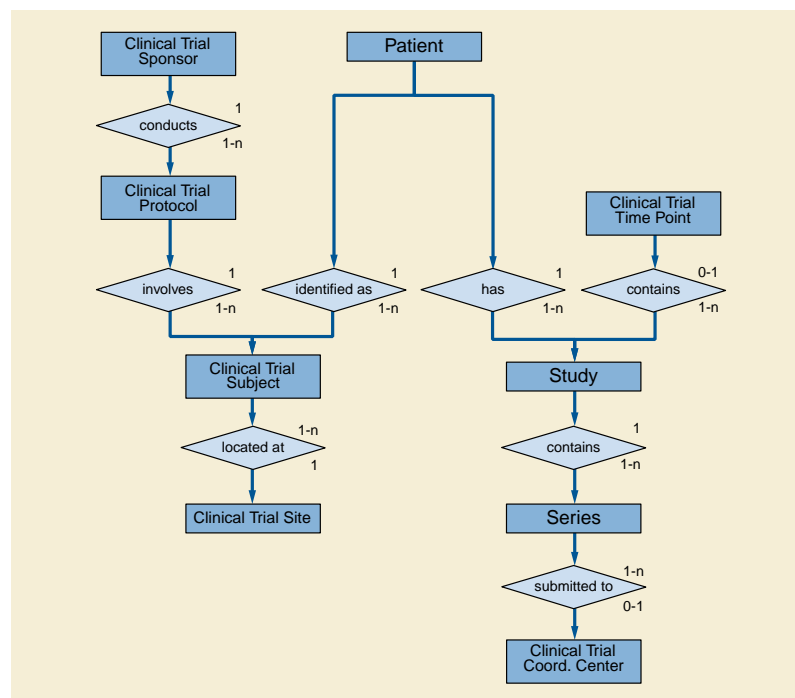 Clinical Trial
Sponsor
Patient
1
conducts
1-n
Clinical Trial
Protocol
Clinical Trial
Time Point
1
involves
1-n
1
identified as
1-n
1
has
1-n
0-1
contains
1-n
Clinical Trial
Subject
Study
1-n
located at
1
1
contains
1-n
Clinical Trial Site
Series
1-n
submitted to
0-1
Clinical Trial
Coord. Center